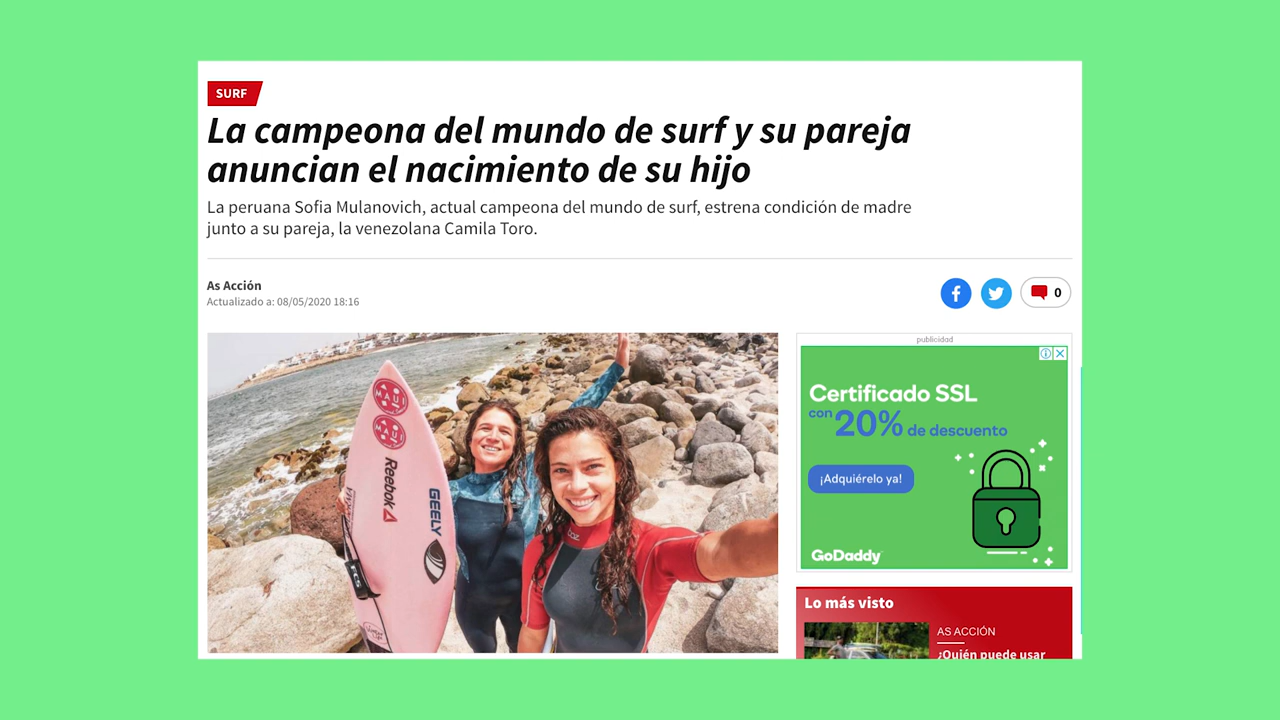 SURF
La campeona del mundo de surf y su pareja
anuncian el nacimiento de su hijo
La peruana Sofia Mulanovich, actual campeona del mundo de surf, estrena condición de madre
junto a su pareja, la venezolana Camila Toro.
As Acción
Actualizado a: 08/05/2020 18:16
0
MAUI
MAUI
Reebok
GEELY
FCS
publicidad
Certificado SSL
con 20% de descuento
¡Adquiérelo ya!
GoDaddy
Lo más visto
AS ACCIÓN
¿Quién puede usar